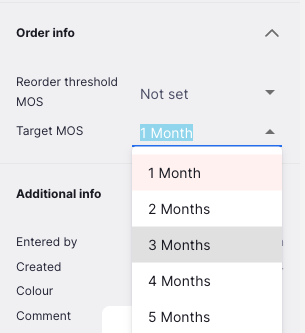 Order info
Reorder threshold MOS
Not set
Target MOS
1 Month
1 Month
2 Months
3 Months
4 Months
5 Months
Additional info
Entered by
Created
Colour
Comment